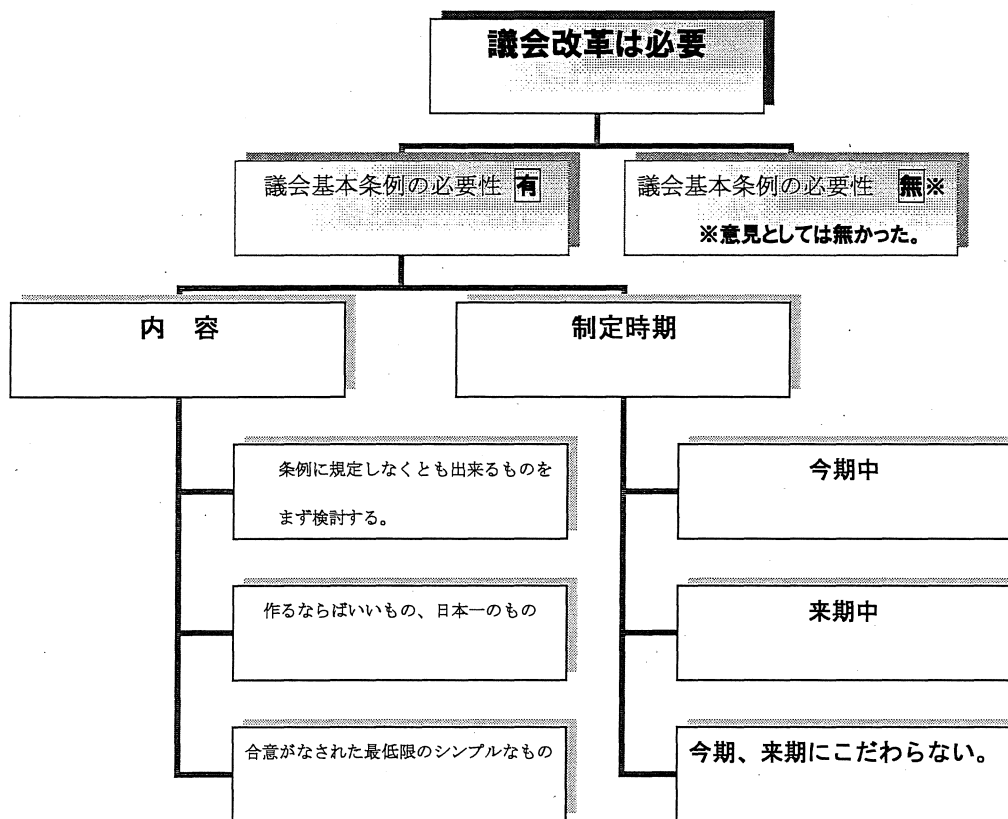 議会改革は必要
議会基本条例の必要性 有
議会基本条例の必要性 無※
※意見としては無かった。
内 容
制定時期
条例に規定しなくとも出来るものを
まず検討する。
作るならばいいもの、日本一のもの
合意がなされた最低限のシンプルなもの
今期中
来期中
今期、来期にこだわらない。